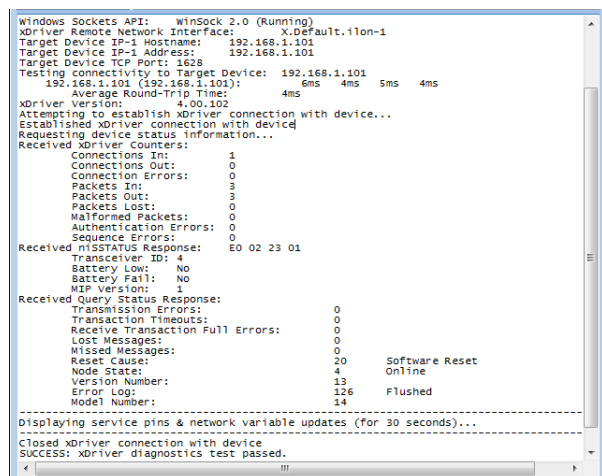 Windows Sockets API: WinSock 2.0 (Running)
xDriver Remote Network Interface: X.Default.ilon-1
Target Device IP-1 Hostname: 192.168.1.101
Target Device IP-1 Address: 192.168.1.101
Target Device TCP Port: 1628
Testing connectivity to Target Device: 192.168.1.101
192.168.1.101 (192.168.1.101): 6ms 4ms 5ms 4ms
Average Round-Trip Time: 4ms
xDriver Version: 4.00.102
Attempting to establish xDriver connection with device...
Established xDriver connection with device
Requesting device status information...
Received xDriver Counters:
Connections In: 1
Connections Out: 0
Connection Errors: 0
Packets In: 3
Packets Out: 3
Packets Lost: 0
Malformed Packets: 0
Authentication Errors: 0
Sequence Errors: 0
Received niSSTATUS Response: E0 02 23 01
Transceiver ID: 4
Battery Low: No
Battery Fail: No
MIP Version: 1
Received Query Status Response:
Transmission Errors: 0
Transaction Timeouts: 0
Receive Transaction Full Errors: 0
Lost Messages: 0
Missed Messages: 0
Reset Cause: 20 Software Reset
Node State: 4 Online
Version Number: 13
Error Log: 126 Flushed
Model Number: 14
--------------------------------------------------------------------------------
Displaying service pins & network variable updates (for 30 seconds)...
--------------------------------------------------------------------------------
Closed xDriver connection with device
SUCCESS: xDriver diagnostics test passed.